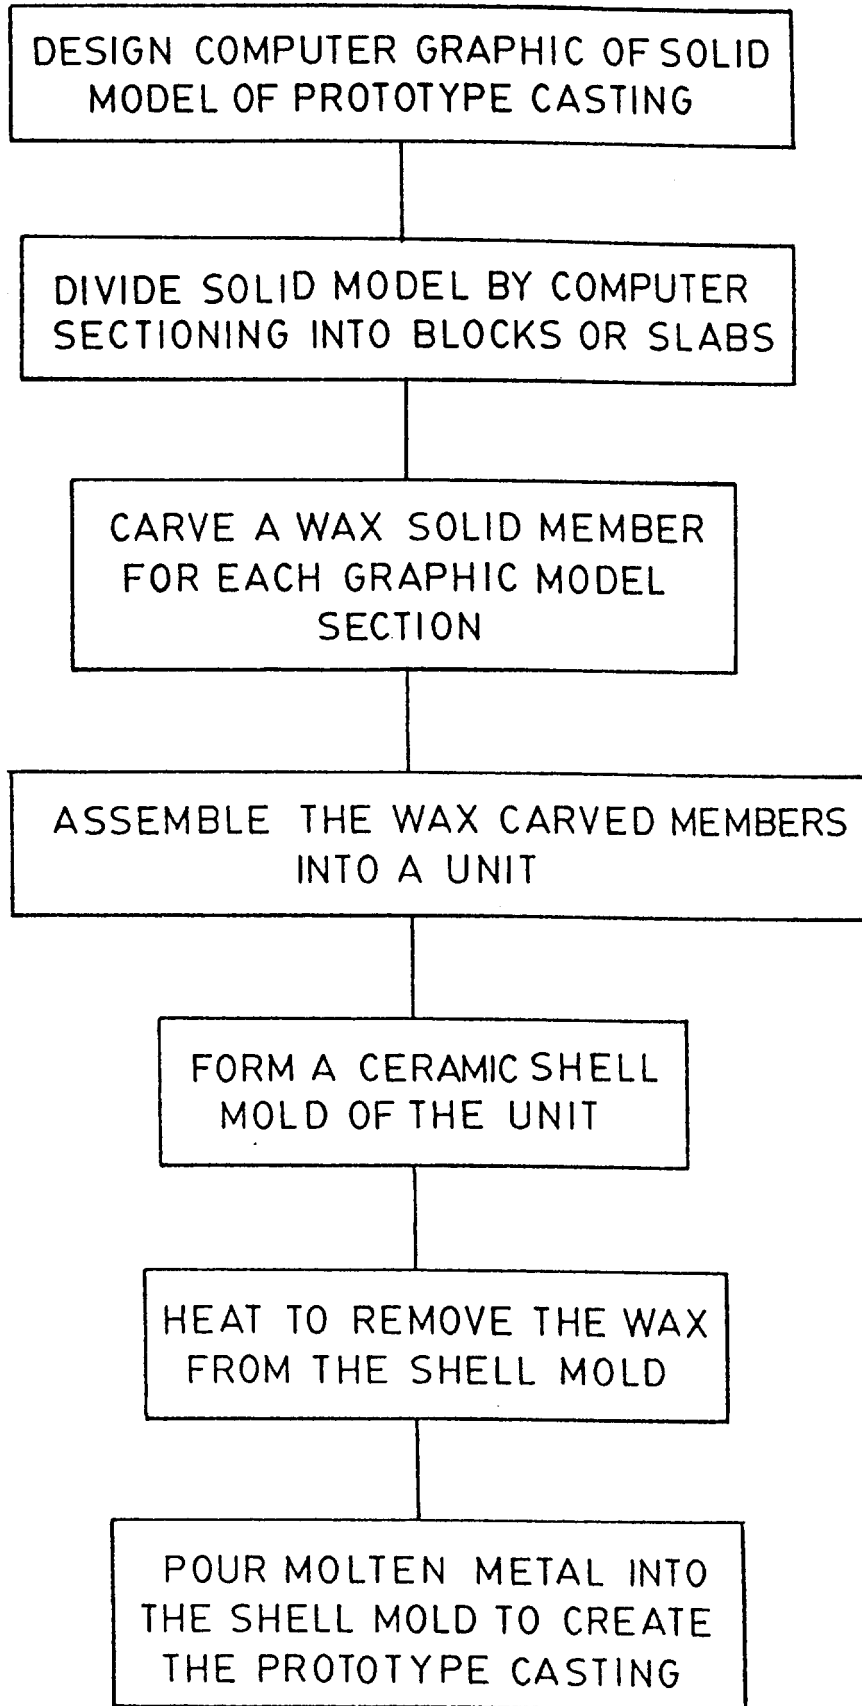 DESIGN COMPUTER GRAPHIC OF SOLID
MODEL OF PROTOTYPE CASTING
DIVIDE SOLID MODEL BY COMPUTER
SECTIONING INTO BLOCKS OR SLABS
CARVE A WAX SOLID MEMBER
FOR EACH GRAPHIC MODEL
SECTION
ASSEMBLE THE WAX CARVED MEMBERS
INTO A UNIT
FORM A CERAMIC SHELL
MOLD OF THE UNIT
HEAT TO REMOVE THE WAX
FROM THE SHELL MOLD
POUR MOLTEN METAL INTO
THE SHELL MOLD TO CREATE
THE PROTOTYPE CASTING